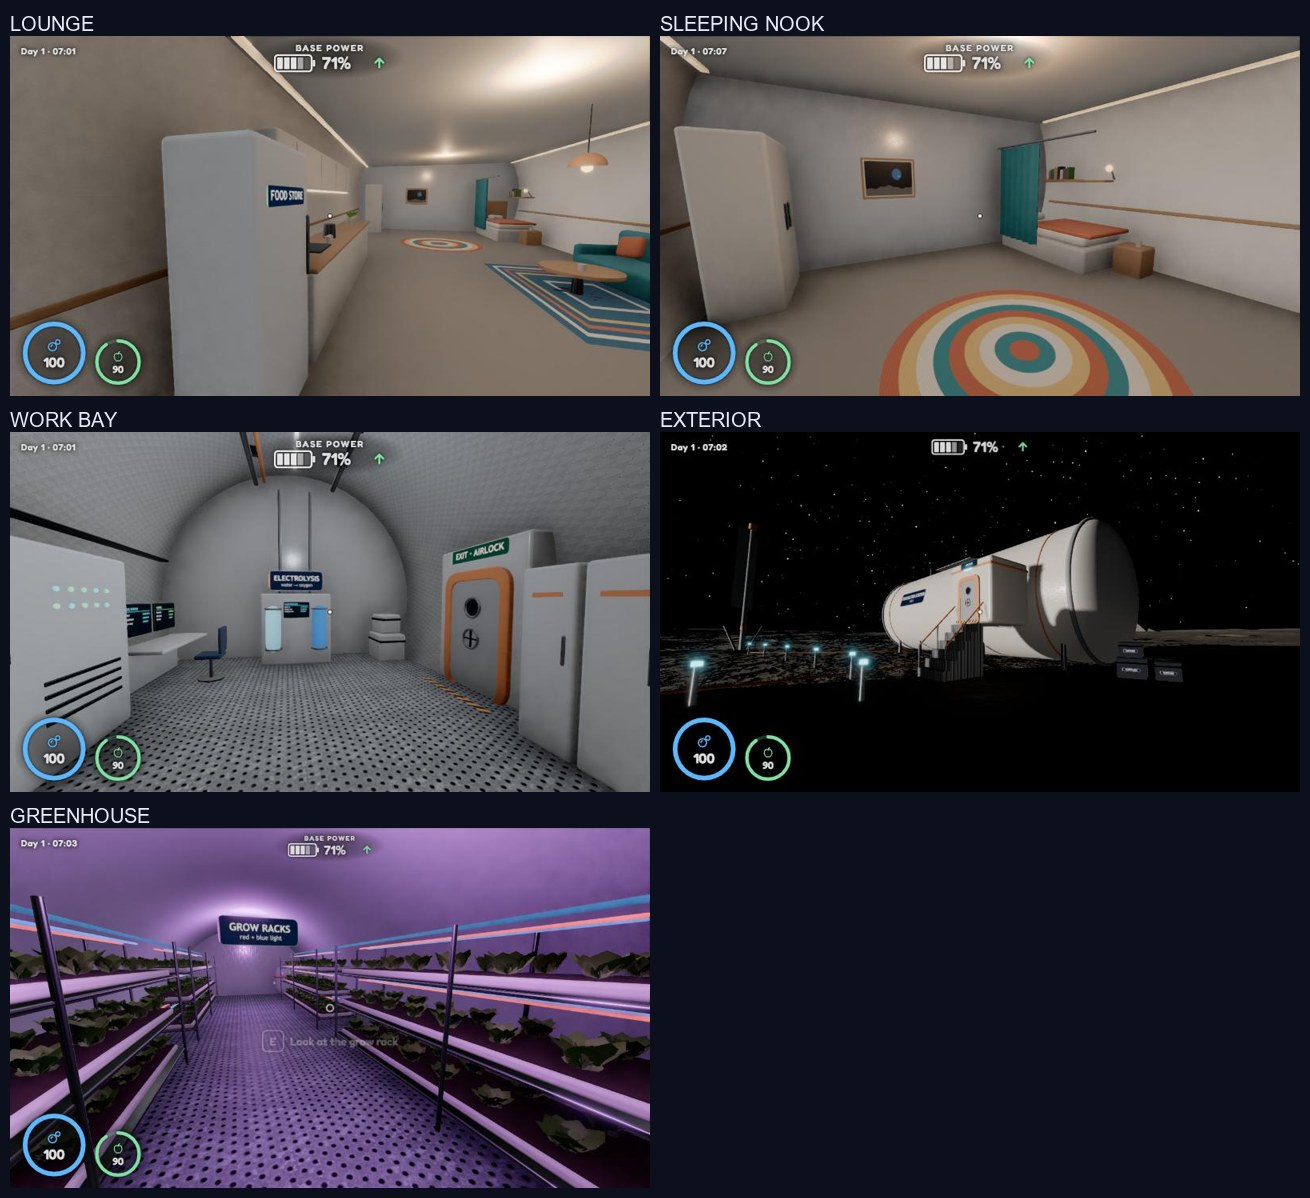 LOUNGE
Day 1 · 07:01
BASE POWER
71%
FOOD STORE
100
90
SLEEPING NOOK
Day 1 · 07:07
BASE POWER
71%
100
90
WORK BAY
Day 1 · 07:01
BASE POWER
71%
EXIT · AIRLOCK
ELECTROLYSIS
water → oxygen
100
90
EXTERIOR
Day 1 · 07:02
71%
100
90
GREENHOUSE
Day 1 · 07:03
BASE POWER
71%
GROW RACKS
red + blue light
E Look at the grow rack
100
90